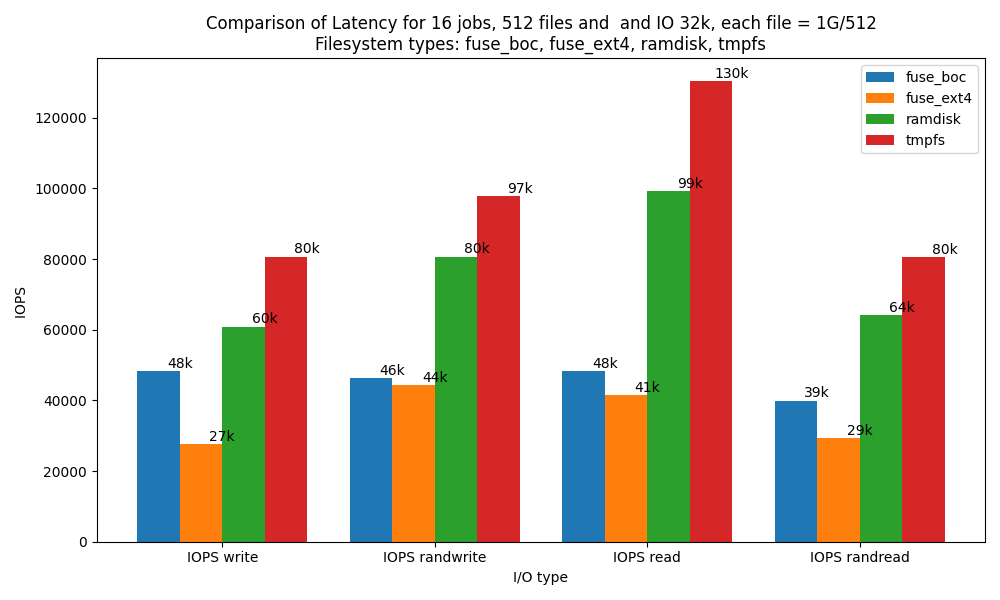 Comparison of Latency for 16 jobs, 512 files and  and IO 32k, each file = 1G/512
Filesystem types: fuse_boc, fuse_ext4, ramdisk, tmpfs
fuse_boc
fuse_ext4
ramdisk
tmpfs
IOPS
120000
100000
80000
60000
40000
20000
0
48k
27k
60k
80k
46k
44k
80k
97k
48k
41k
99k
130k
39k
29k
64k
80k
IOPS write
IOPS randwrite
IOPS read
IOPS randread
I/O type